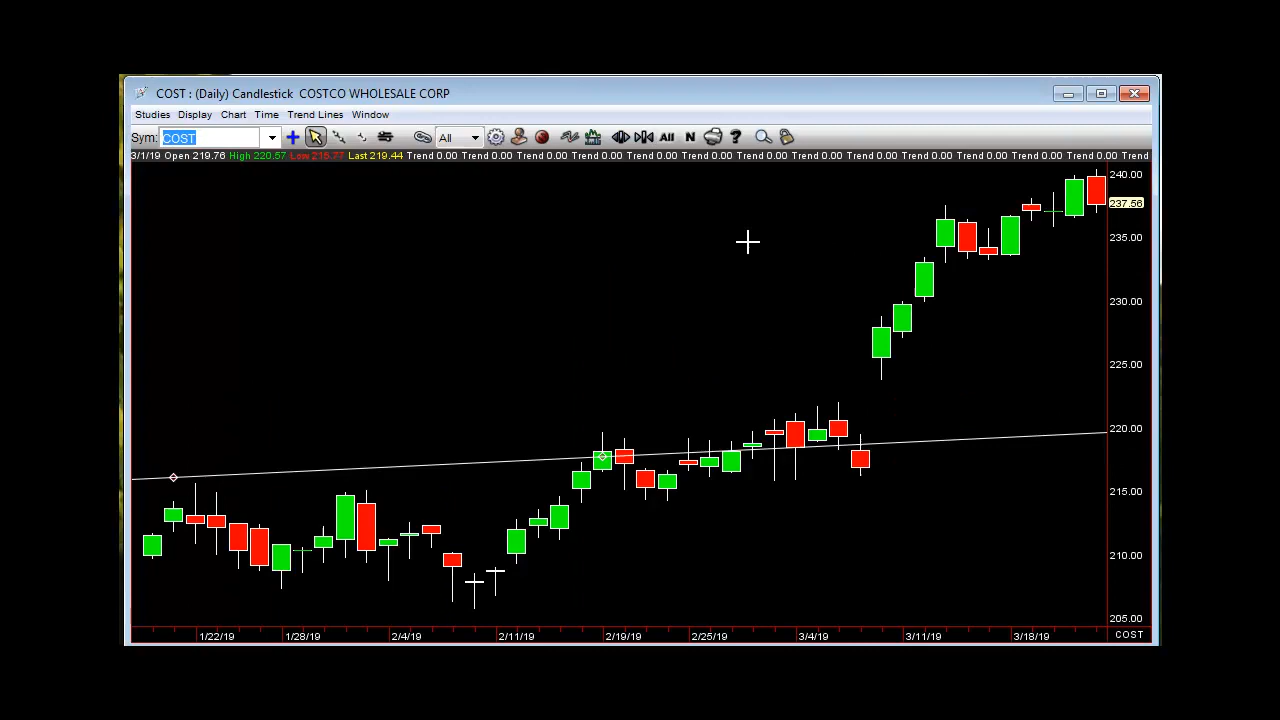 COST : (Daily) Candlestick  COSTCO WHOLESALE CORP
Studies Display Chart Time Trend Lines Window
Sym: COST All All N ?
3/1/19 Open 219.76 High 220.57 Low 215.77 Last 219.44 Trend 0.00 Trend 0.00 Trend 0.00 Trend 0.00 Trend 0.00 Trend 0.00 Trend 0.00 Trend 0.00 Trend 0.00 Trend 0.00 Trend 0.00 Trend 0.00 Trend 0.00 Trend
240.00
237.56
235.00
230.00
225.00
220.00
215.00
210.00
205.00
1/22/19 1/28/19 2/4/19 2/11/19 2/19/19 2/25/19 3/4/19 3/11/19 3/18/19 COST